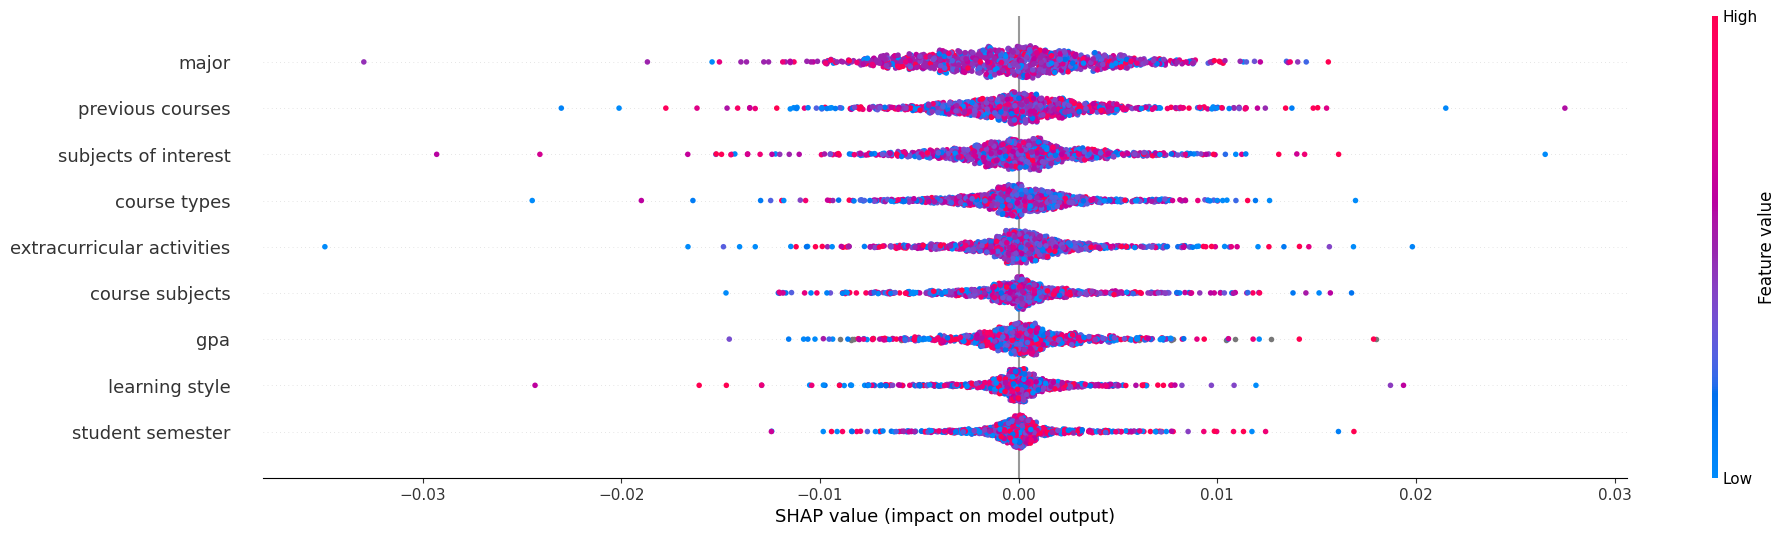 High
major
previous courses
subjects of interest
course types
extracurricular activities
course subjects
gpa
learning style
student semester
Feature value
Low
−0.03 −0.02 −0.01 0.00 0.01 0.02 0.03
SHAP value (impact on model output)